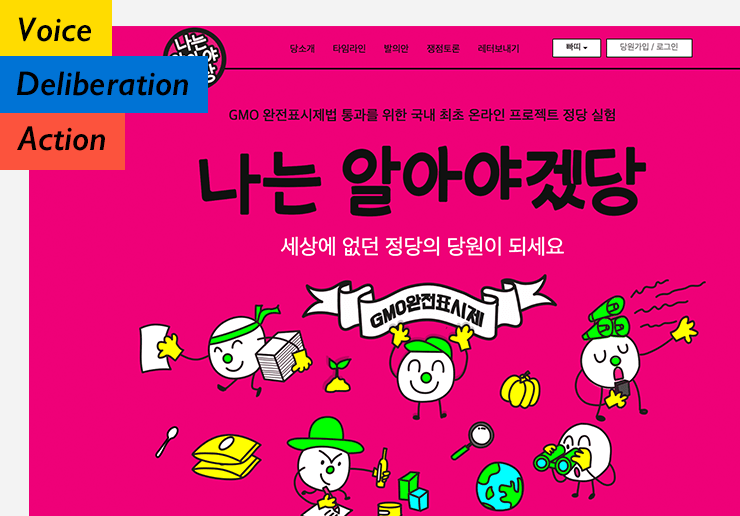 Voice
Deliberation
Action
나는
알아야
당
당소개 타임라인 발의안 쟁점토론 레터보내기 빠띠 당원가입 / 로그인
GMO 완전표시제법 통과를 위한 국내 최초 온라인 프로젝트 정당 실험
나는 알아야겠당
세상에 없던 정당의 당원이 되세요
GMO완전표시제